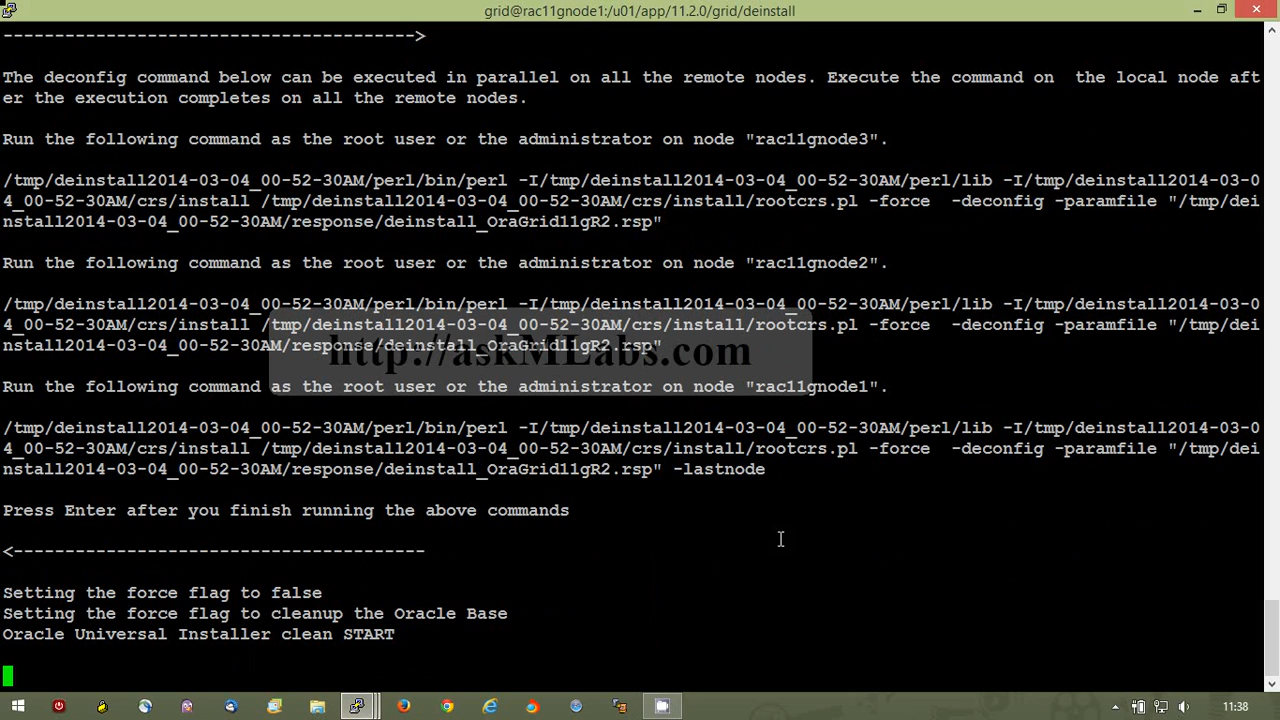 grid@rac11gnode1:/u01/app/11.2.0/grid/deinstall
---------------------------------------->
The deconfig command below can be executed in parallel on all the remote nodes. Execute the command on  the local node aft
er the execution completes on all the remote nodes.
Run the following command as the root user or the administrator on node "rac11gnode3".
/tmp/deinstall2014-03-04_00-52-30AM/perl/bin/perl -I/tmp/deinstall2014-03-04_00-52-30AM/perl/lib -I/tmp/deinstall2014-03-0
4_00-52-30AM/crs/install /tmp/deinstall2014-03-04_00-52-30AM/crs/install/rootcrs.pl -force  -deconfig -paramfile "/tmp/dei
nstall2014-03-04_00-52-30AM/response/deinstall_OraGrid11gR2.rsp"
Run the following command as the root user or the administrator on node "rac11gnode2".
/tmp/deinstall2014-03-04_00-52-30AM/perl/bin/perl -I/tmp/deinstall2014-03-04_00-52-30AM/perl/lib -I/tmp/deinstall2014-03-0
4_00-52-30AM/crs/install /tmp/deinstall2014-03-04_00-52-30AM/crs/install/rootcrs.pl -force  -deconfig -paramfile "/tmp/dei
nstall2014-03-04_00-52-30AM/response/deinstall_OraGrid11gR2.rsp"
http://askMLabs.com
Run the following command as the root user or the administrator on node "rac11gnode1".
/tmp/deinstall2014-03-04_00-52-30AM/perl/bin/perl -I/tmp/deinstall2014-03-04_00-52-30AM/perl/lib -I/tmp/deinstall2014-03-0
4_00-52-30AM/crs/install /tmp/deinstall2014-03-04_00-52-30AM/crs/install/rootcrs.pl -force  -deconfig -paramfile "/tmp/dei
nstall2014-03-04_00-52-30AM/response/deinstall_OraGrid11gR2.rsp" -lastnode
Press Enter after you finish running the above commands
<----------------------------------------
Setting the force flag to false
Setting the force flag to cleanup the Oracle Base
Oracle Universal Installer clean START
11:38